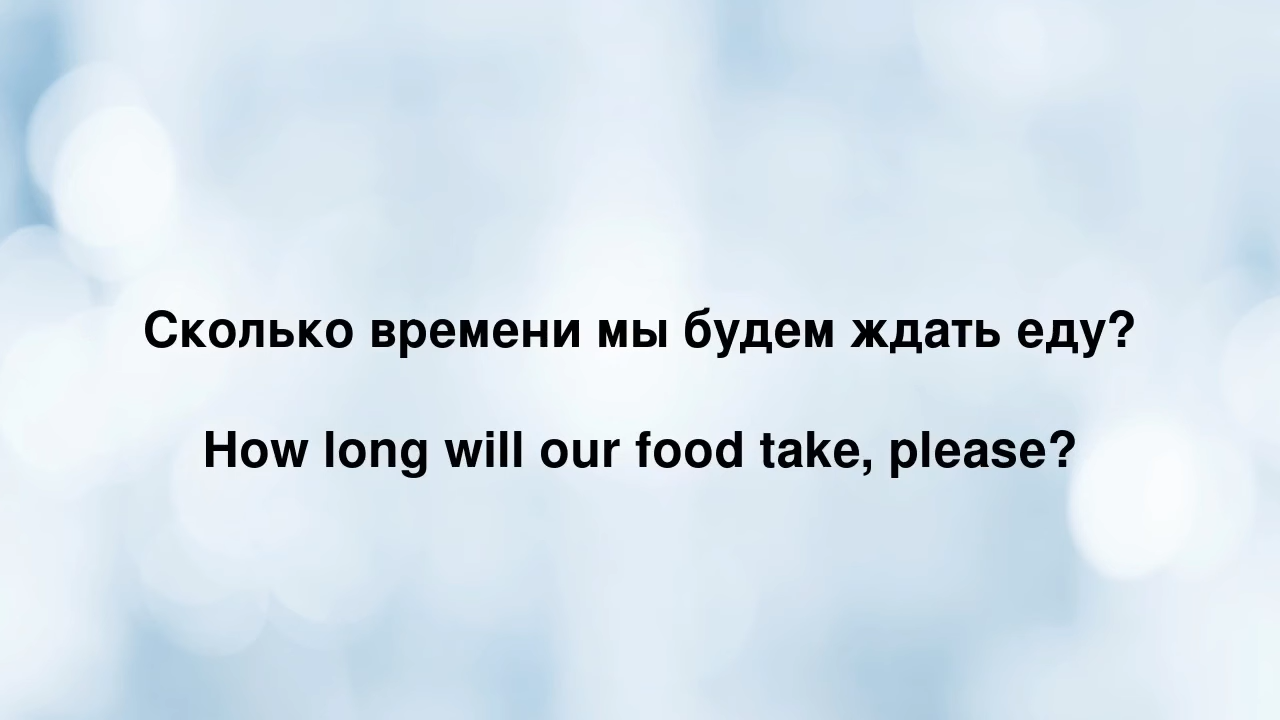 Сколько времени мы будем ждать еду?
How long will our food take, please?